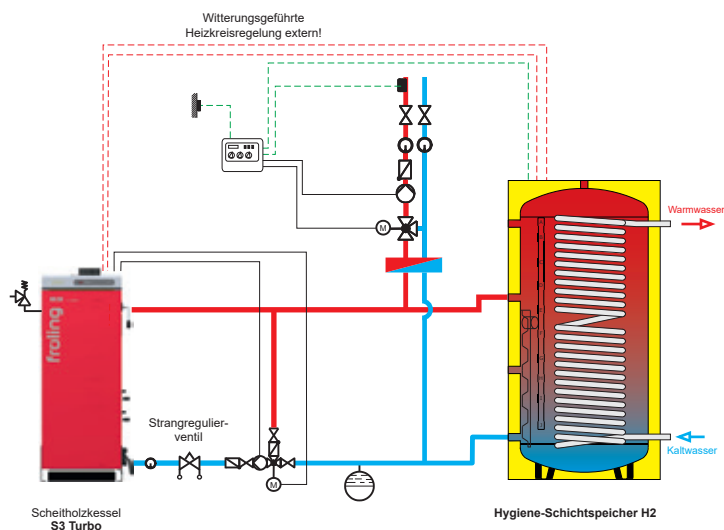 Witterungsgeführte
Heizkreisregelung extern!
M
Warmwasser
froling
Strangregulier-
ventil
Kaltwasser
M
Scheitholzkessel
S3 Turbo
Hygiene-Schichtspeicher H2